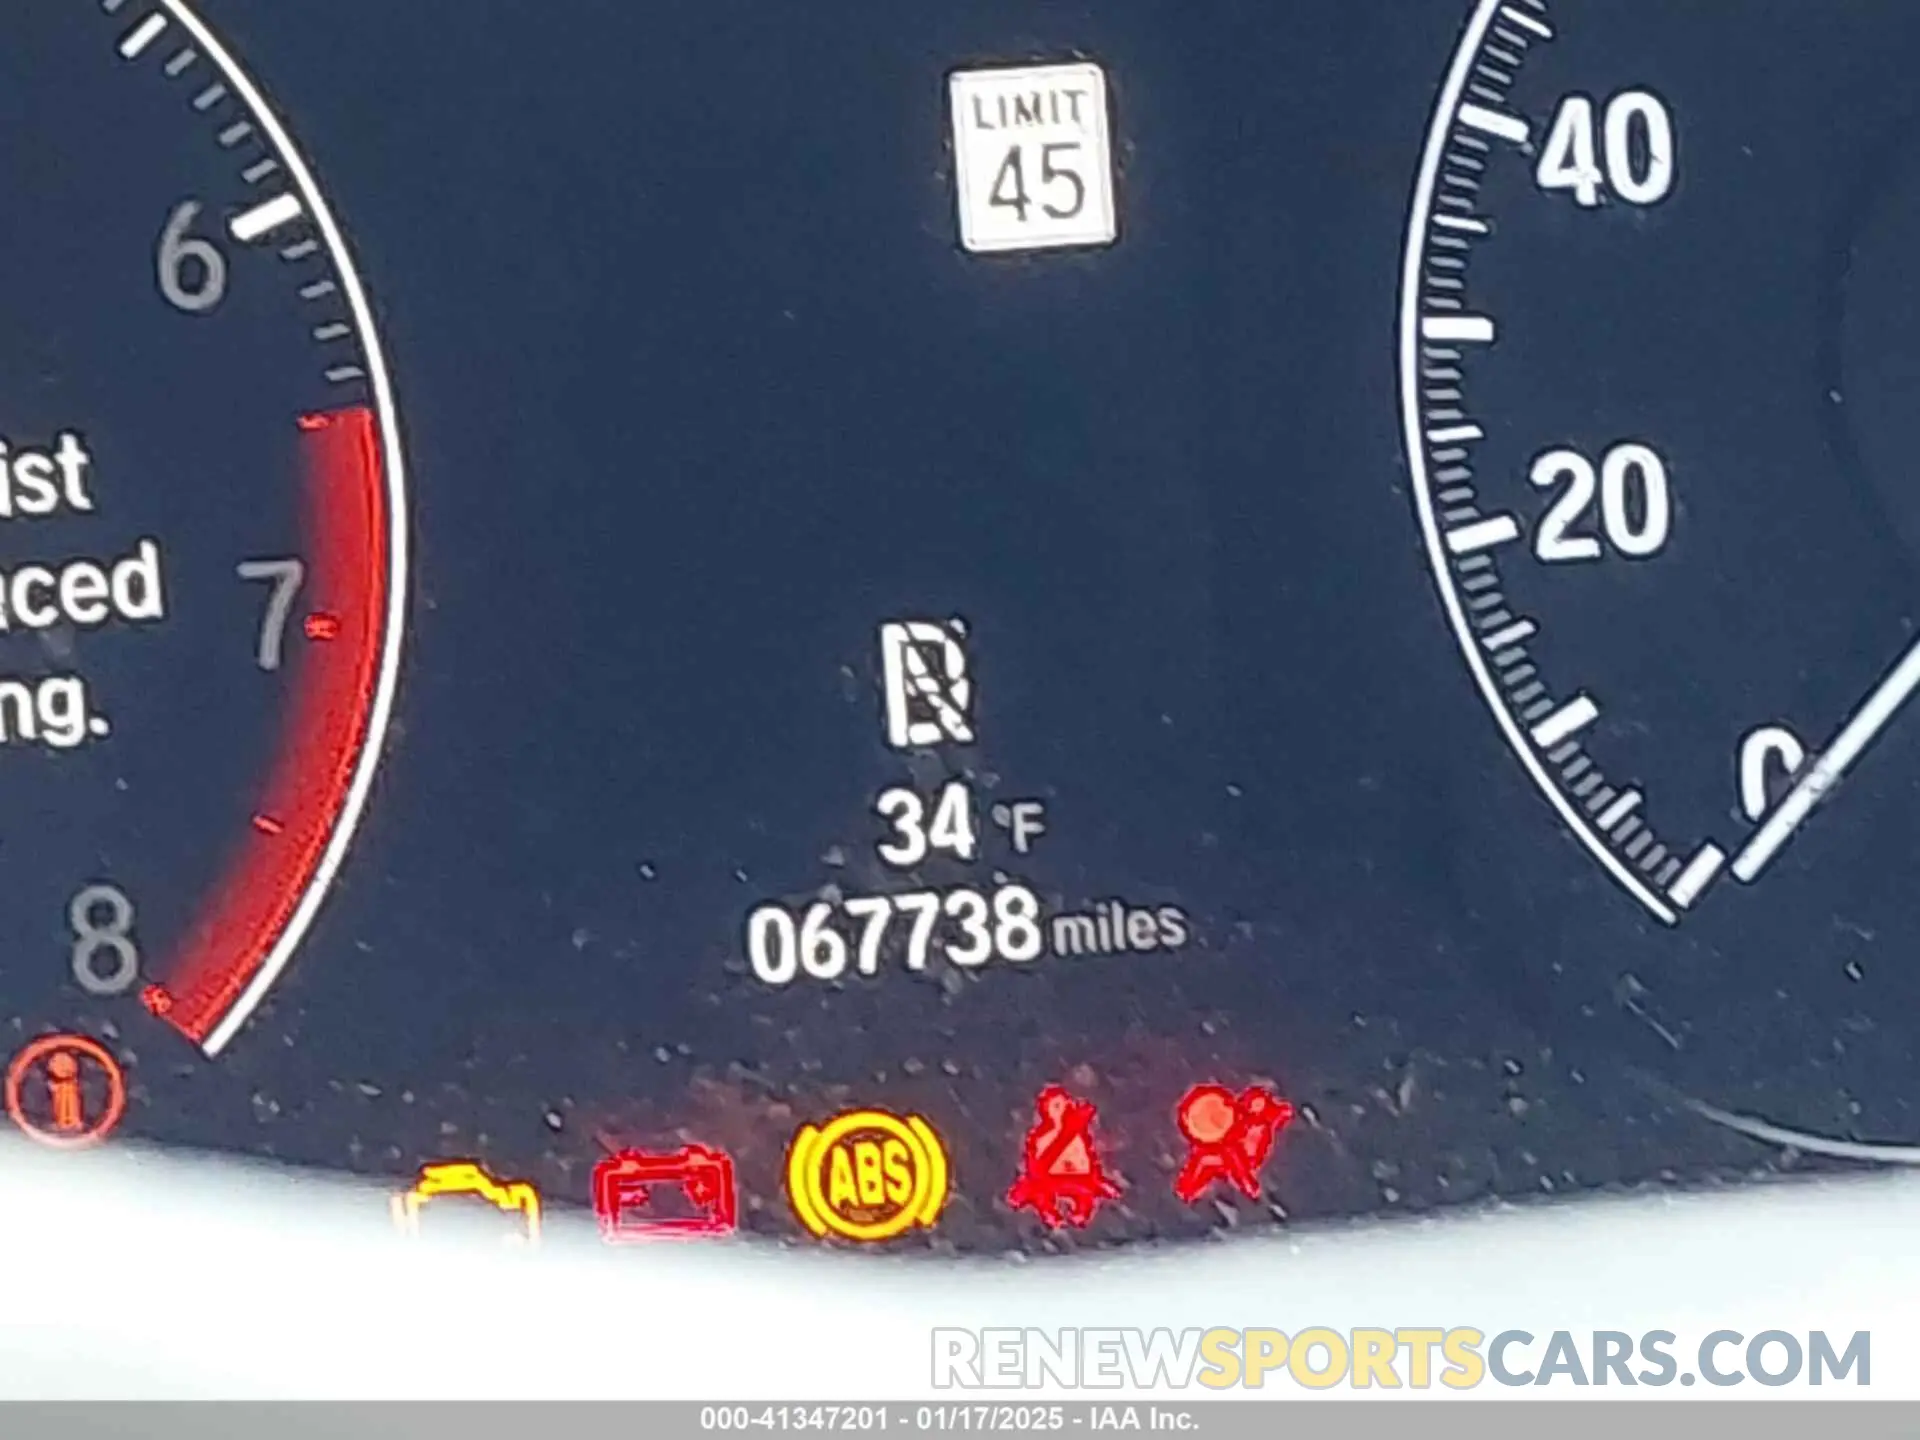 LIMIT
45
40
6
ist
20
aced
7
ng.
0
34 °F
8
067738 miles
ABS
RENEWSPORTSCARS.COM
000-41347201 - 01/17/2025 - IAA Inc.